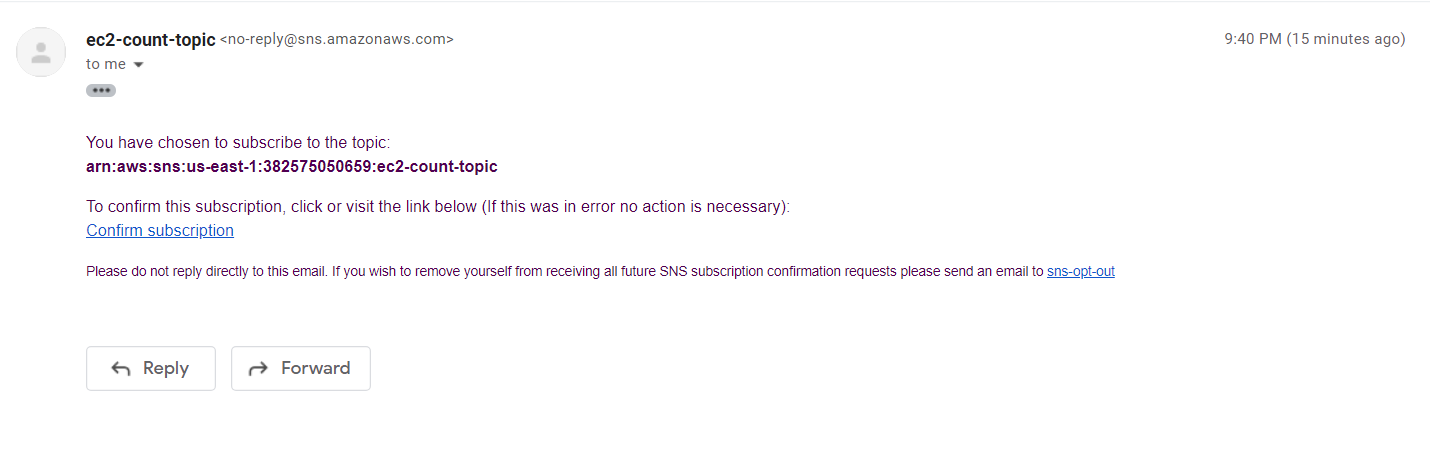 ec2-count-topic <no-reply@sns.amazonaws.com> 9:40 PM (15 minutes ago)
to me
You have chosen to subscribe to the topic:
arn:aws:sns:us-east-1:382575050659:ec2-count-topic
To confirm this subscription, click or visit the link below (If this was in error no action is necessary):
Confirm subscription
Please do not reply directly to this email. If you wish to remove yourself from receiving all future SNS subscription confirmation requests please send an email to sns-opt-out
Reply Forward